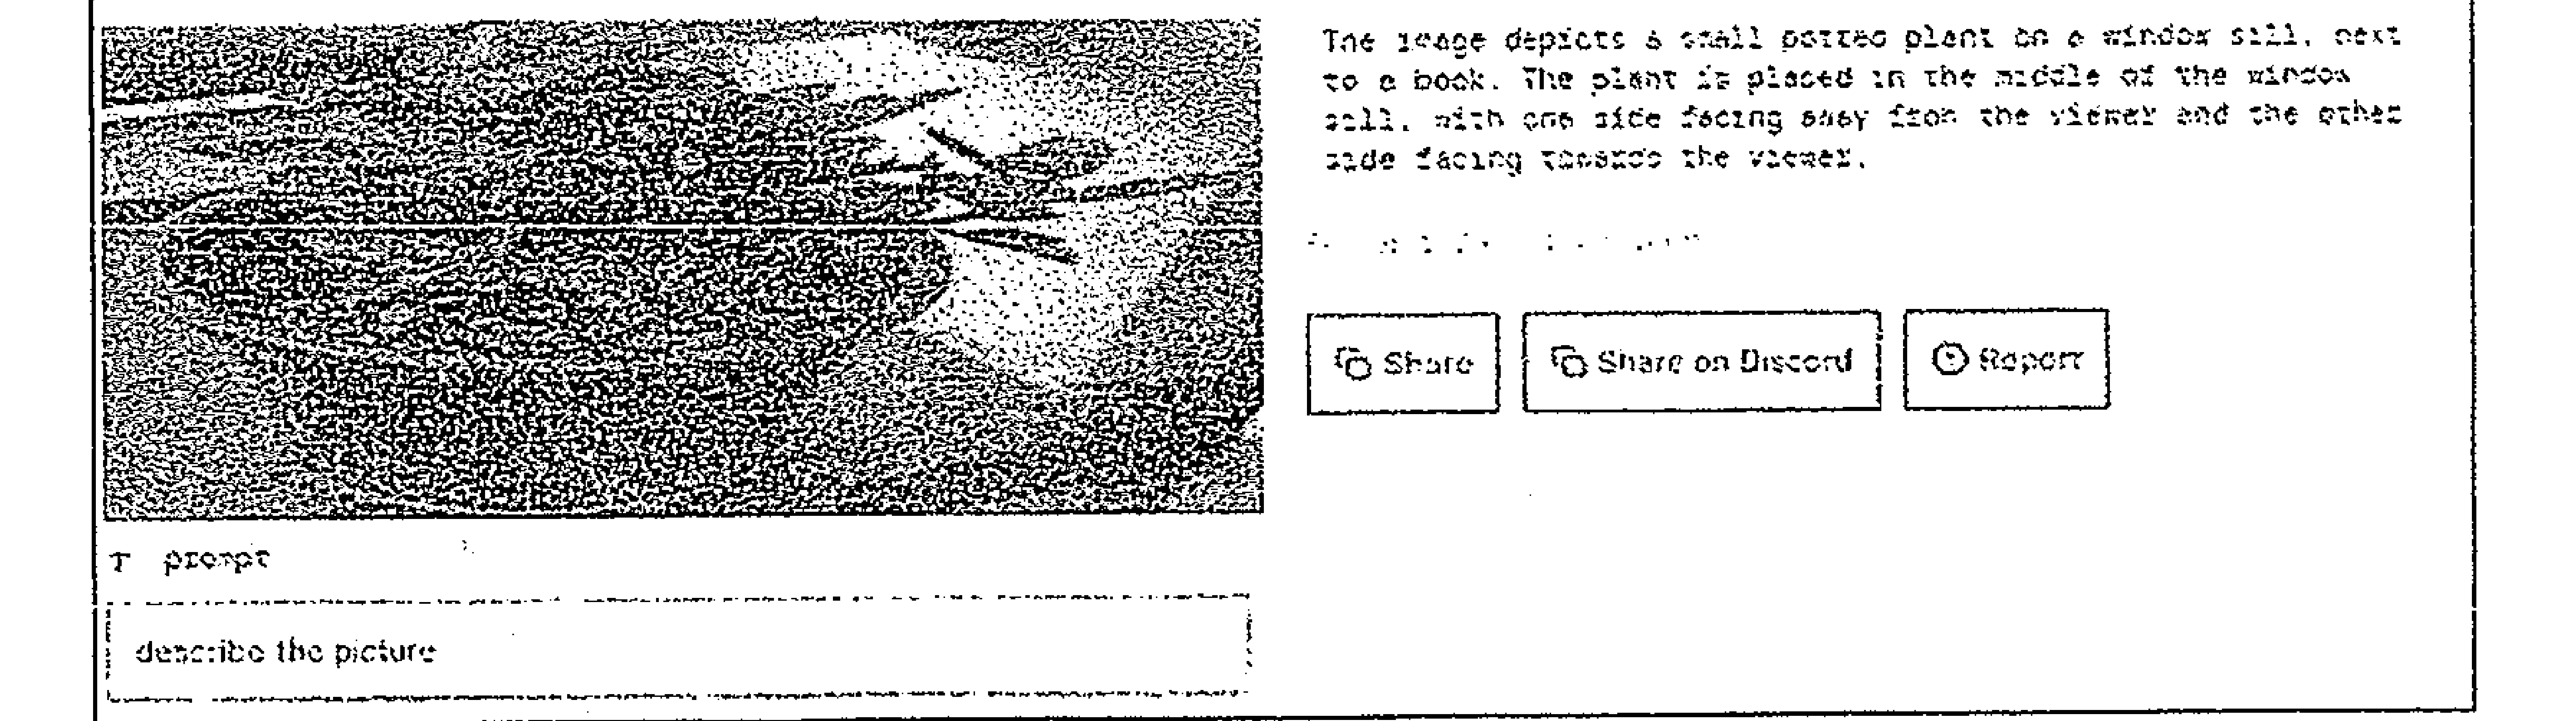 The image depicts a small potted plant on a window sill, next
to a book. The plant is placed in the middle of the window
sill, with one side facing away from the viewer and the other
side facing towards the viewer.
Share
Share on Discord
Report
T prompt
describe the picture